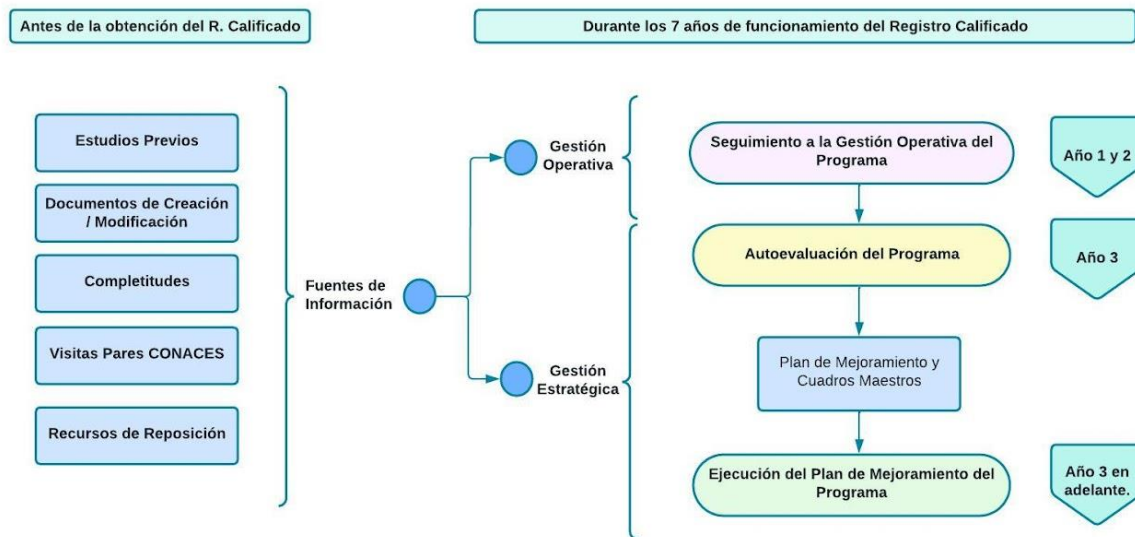 Antes de la obtención del R. Calificado
Durante los 7 años de funcionamiento del Registro Calificado
Estudios Previos
Documentos de Creación
/ Modificación
Completitudes
Visitas Pares CONACES
Recursos de Reposición
Fuentes de
Información
Gestión
Operativa
Gestión
Estratégica
Seguimiento a la Gestión Operativa del
Programa
Año 1 y 2
Autoevaluación del Programa
Año 3
Plan de Mejoramiento y
Cuadros Maestros
Ejecución del Plan de Mejoramiento del
Programa
Año 3 en
adelante.